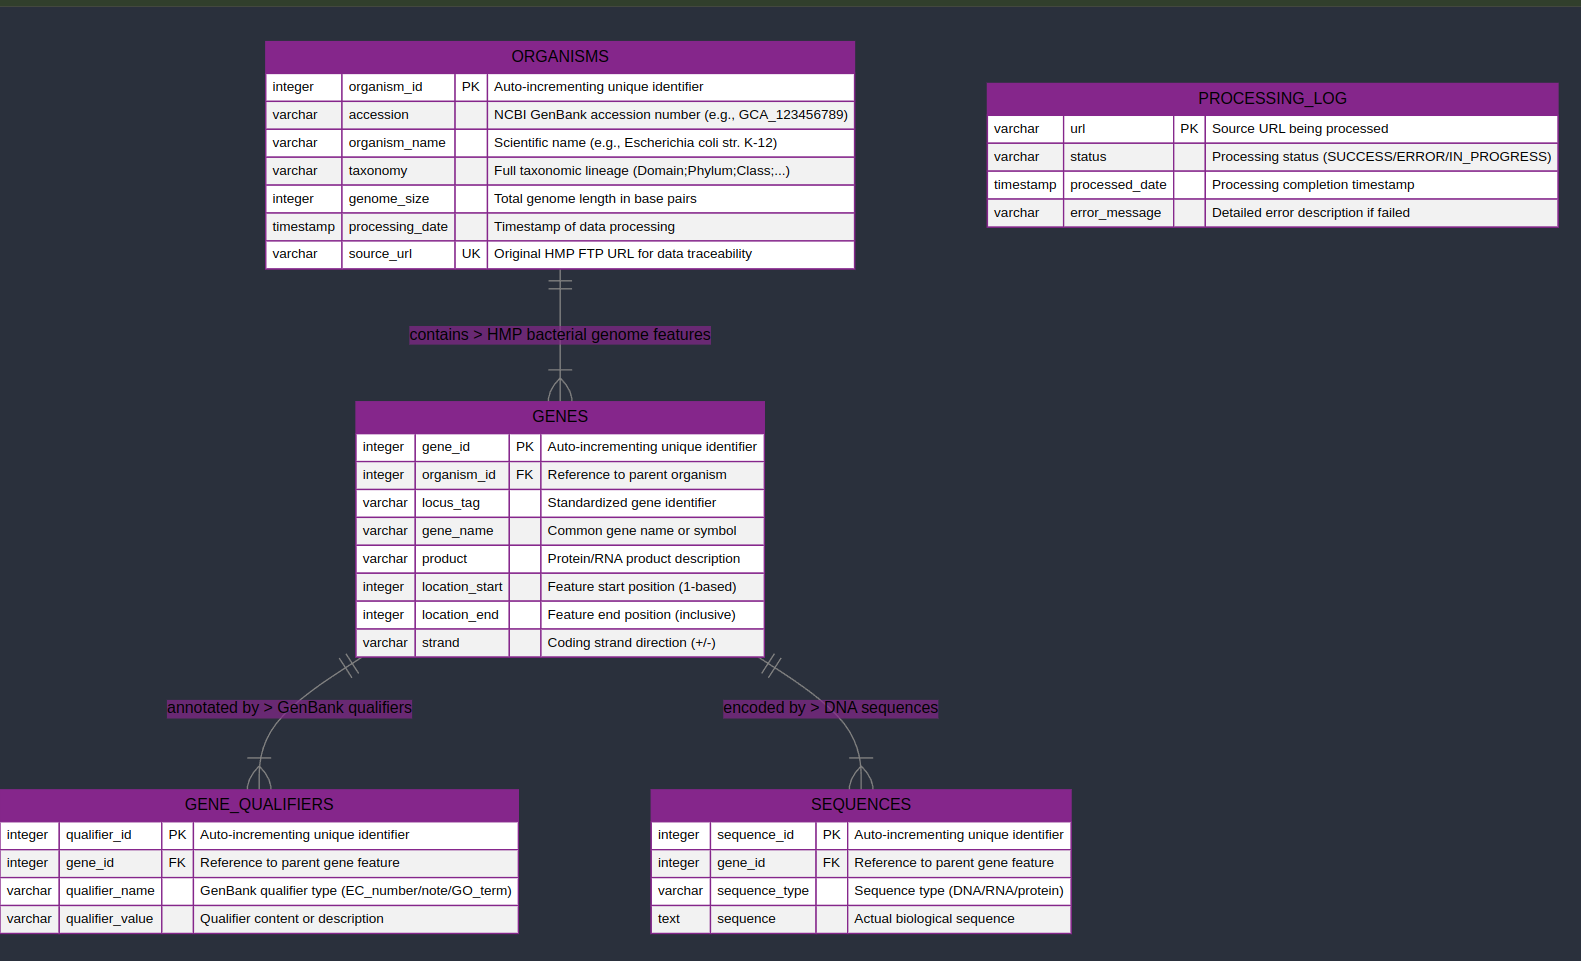 ORGANISMS
integer organism_id PK Auto-incrementing unique identifier
varchar accession NCBI GenBank accession number (e.g., GCA_123456789)
varchar organism_name Scientific name (e.g., Escherichia coli str. K-12)
varchar taxonomy Full taxonomic lineage (Domain;Phylum;Class;...)
integer genome_size Total genome length in base pairs
timestamp processing_date Timestamp of data processing
varchar source_url UK Original HMP FTP URL for data traceability
PROCESSING_LOG
varchar url PK Source URL being processed
varchar status Processing status (SUCCESS/ERROR/IN_PROGRESS)
timestamp processed_date Processing completion timestamp
varchar error_message Detailed error description if failed
contains > HMP bacterial genome features
GENES
integer gene_id PK Auto-incrementing unique identifier
integer organism_id FK Reference to parent organism
varchar locus_tag Standardized gene identifier
varchar gene_name Common gene name or symbol
varchar product Protein/RNA product description
integer location_start Feature start position (1-based)
integer location_end Feature end position (inclusive)
varchar strand Coding strand direction (+/-)
annotated by > GenBank qualifiers
encoded by > DNA sequences
GENE_QUALIFIERS
integer qualifier_id PK Auto-incrementing unique identifier
integer gene_id FK Reference to parent gene feature
varchar qualifier_name GenBank qualifier type (EC_number/note/GO_term)
varchar qualifier_value Qualifier content or description
SEQUENCES
integer sequence_id PK Auto-incrementing unique identifier
integer gene_id FK Reference to parent gene feature
varchar sequence_type Sequence type (DNA/RNA/protein)
text sequence Actual biological sequence